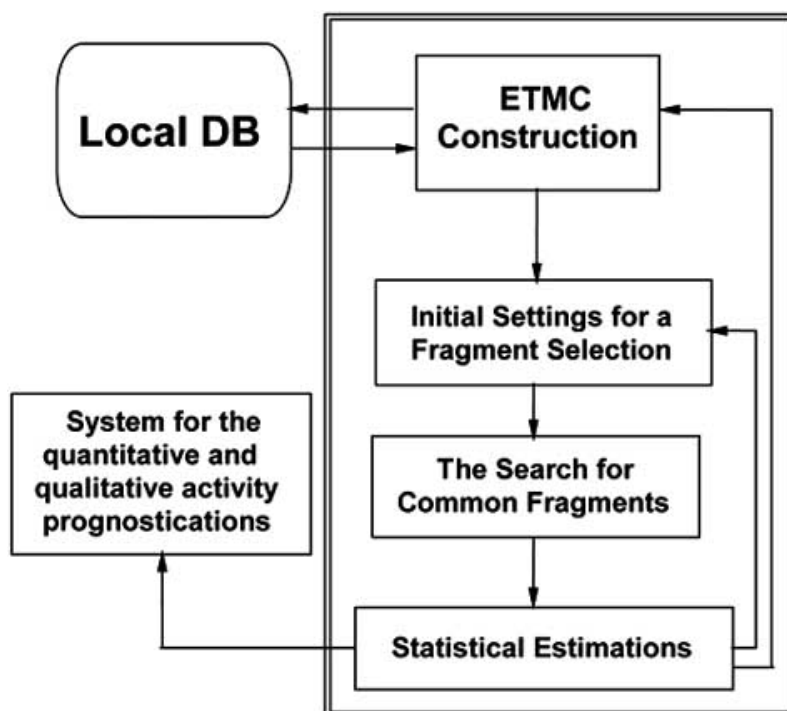 Local DB
ETMC
Construction
Initial Settings for a
Fragment Selection
System for the
quantitative and
qualitative activity
prognostications
The Search for
Common Fragments
Statistical Estimations